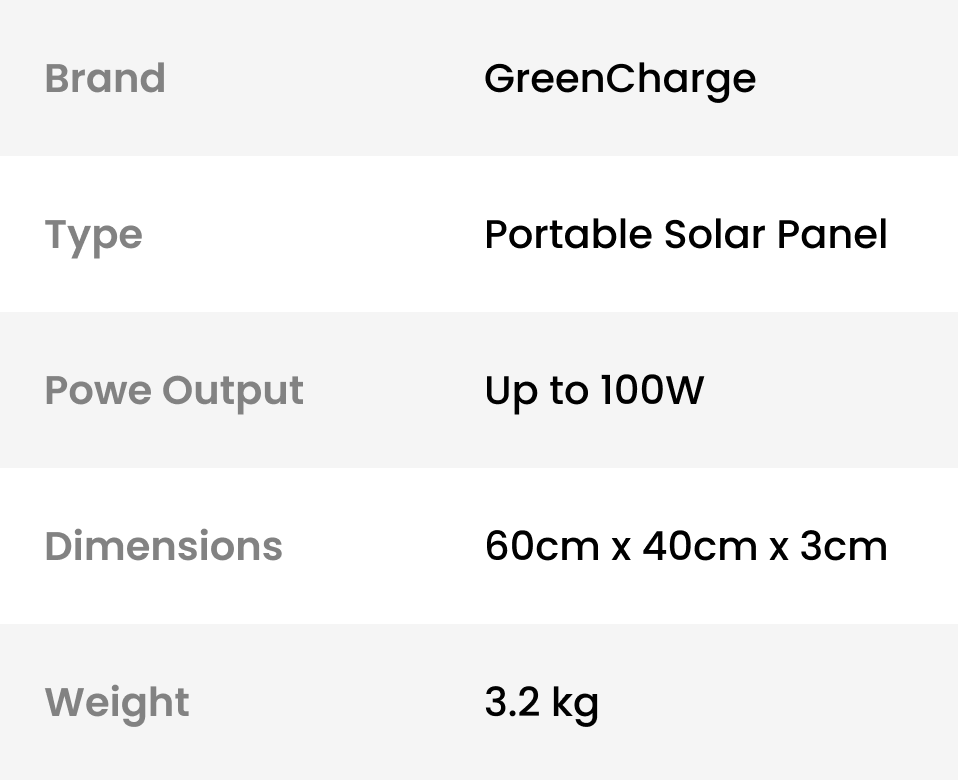 Brand GreenCharge
Type Portable Solar Panel
Powe Output Up to 100W
Dimensions 60cm x 40cm x 3cm
Weight 3.2 kg